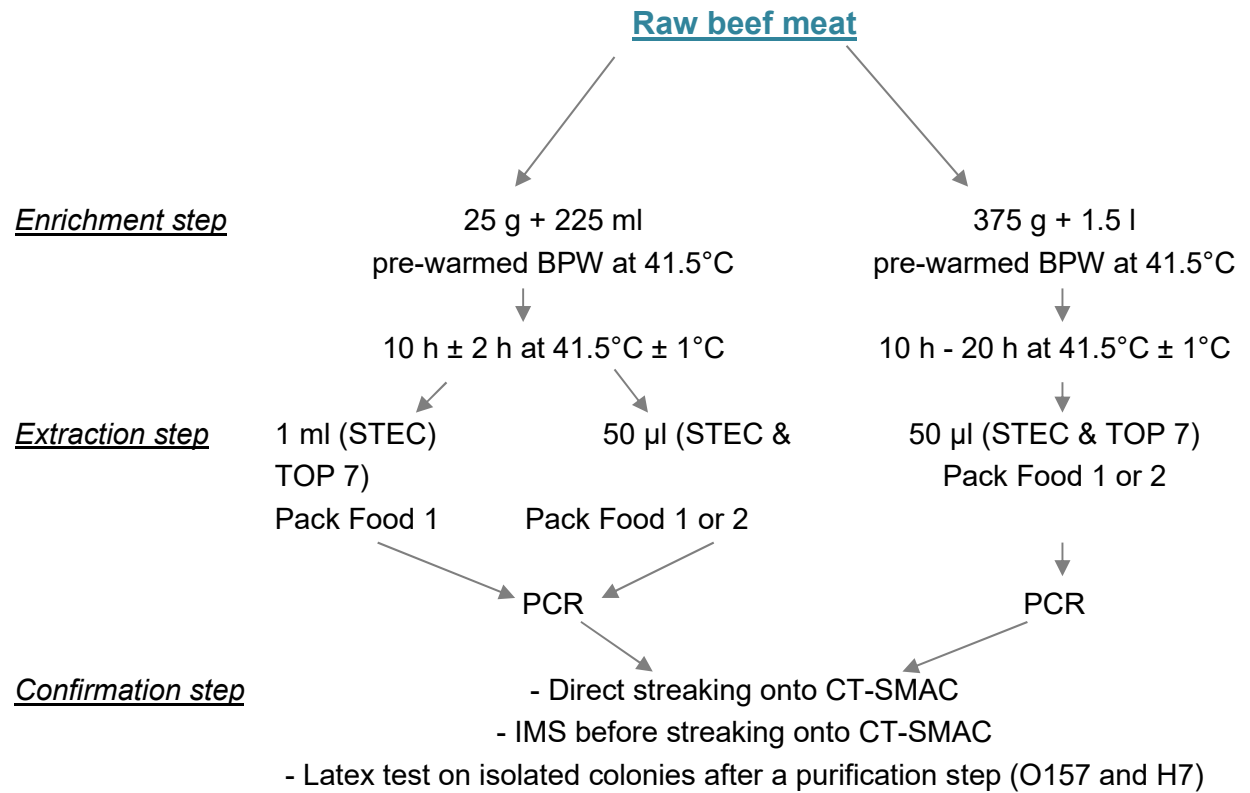 Raw beef meat
Enrichment step
25 g + 225 ml
pre-warmed BPW at 41.5°C
375 g + 1.5 l
pre-warmed BPW at 41.5°C
10 h ± 2 h at 41.5°C ± 1°C
10 h - 20 h at 41.5°C ± 1°C
Extraction step
1 ml (STEC)
TOP 7)
Pack Food 1
50 µl (STEC &
Pack Food 1 or 2
50 µl (STEC & TOP 7)
Pack Food 1 or 2
PCR
PCR
Confirmation step
- Direct streaking onto CT-SMAC
- IMS before streaking onto CT-SMAC
- Latex test on isolated colonies after a purification step (O157 and H7)